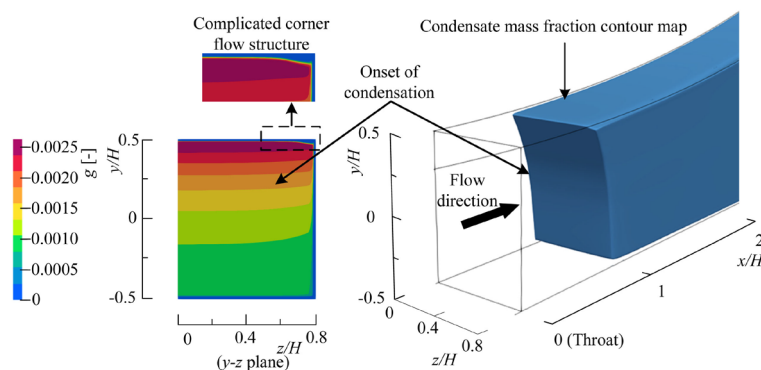 Complicated corner
flow structure
Condensate mass fraction contour map
Onset of
condensation
0.0025
0.0020
0.0015
0.0010
0.0005
0
g [-]
y/H
0.5
0
-0.5
0
0.4
0.8
z/H
(y-z plane)
y/H
0.5
0
-0.5
Flow
direction
0
0.4
0.8
z/H
0 (Throat)
1
2
x/H